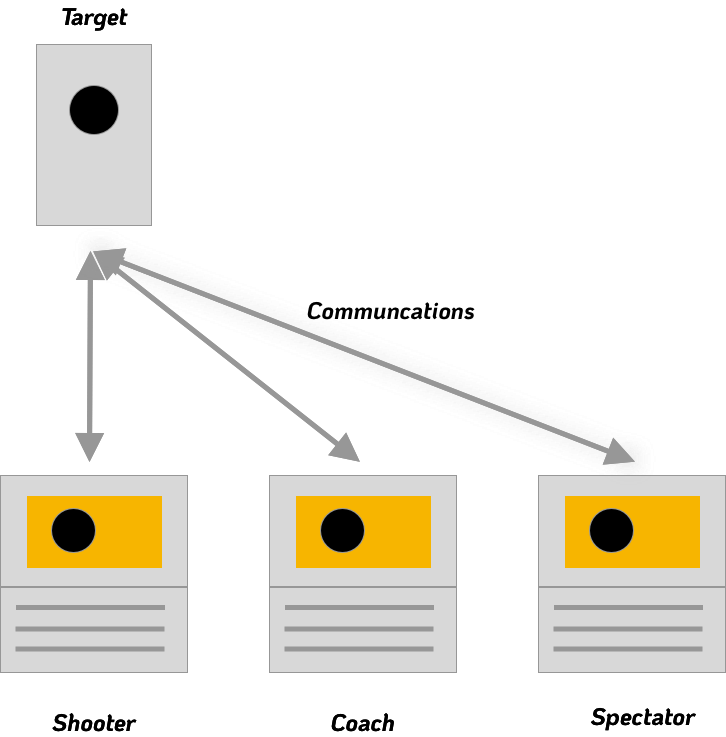 Target
Communcations
Shooter
Coach
Spectator